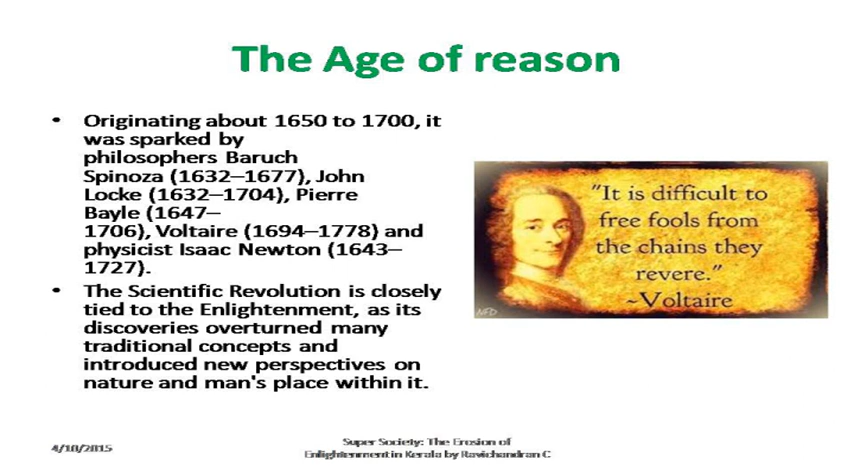 The Age of reason
• Originating about 1650 to 1700, it
was sparked by
philosophers Baruch
Spinoza (1632–1677), John
Locke (1632–1704), Pierre
Bayle (1647–
1706), Voltaire (1694–1778) and
physicist Isaac Newton (1643–
1727).
• The Scientific Revolution is closely
tied to the Enlightenment, as its
discoveries overturned many
traditional concepts and
introduced new perspectives on
nature and man's place within it.
"It is difficult to
free fools from
the chains they
revere."
~Voltaire
4/10/2015
Super Society: The Erosion of
Enlightenment in Kerala by Ravichandran C